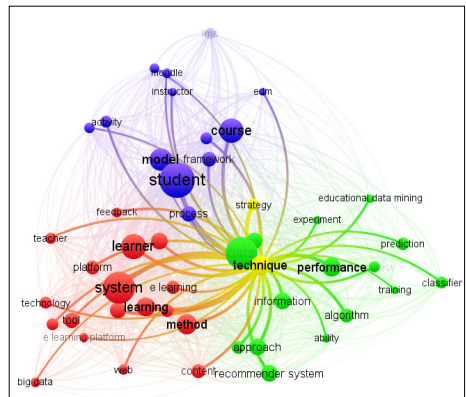 lms
moodle
instructor
edm
activity
course
model framework
student
educational data mining
strategy
feedback
process
experiment
teacher
learner
prediction
technique
performance
platform
classifier
system
e learning
training
technology
learning
information
tool
method
algorithm
e learning platform
ability
approach
web
content
recommender system
big data